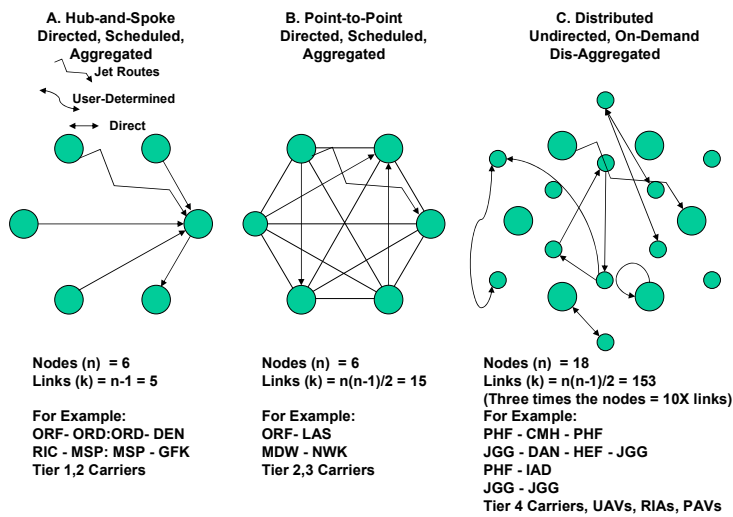 A. Hub-and-Spoke
Directed, Scheduled,
Aggregated
Jet Routes
User-Determined
Direct
Nodes (n) = 6
Links (k) = n-1 = 5
For Example:
ORF- ORD:ORD- DEN
RIC - MSP: MSP - GFK
Tier 1,2 Carriers
B. Point-to-Point
Directed, Scheduled,
Aggregated
Nodes (n) = 6
Links (k) = n(n-1)/2 = 15
For Example:
ORF- LAS
MDW - NWK
Tier 2,3 Carriers
C. Distributed
Undirected, On-Demand
Dis-Aggregated
Nodes (n) = 18
Links (k) = n(n-1)/2 = 153
(Three times the nodes = 10X links)
For Example:
PHF - CMH - PHF
JGG - DAN - HEF - JGG
PHF - IAD
JGG - JGG
Tier 4 Carriers, UAVs, RIAs, PAVs